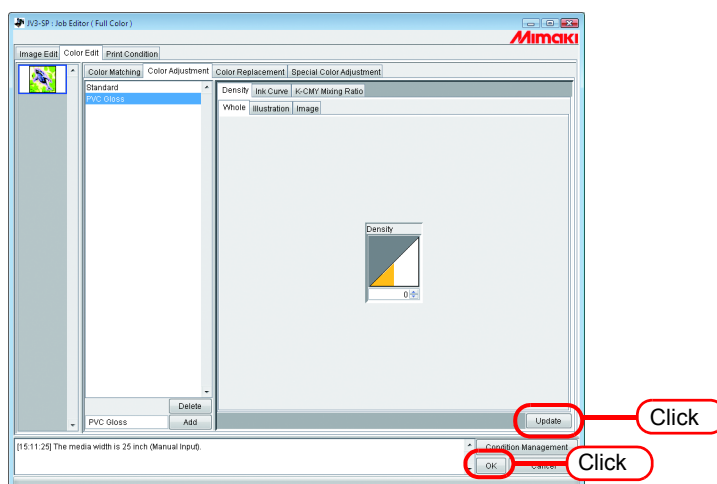 JV3-SP : Job Editor ( Full Color )
Mimaki
Image Edit Color Edit Print Condition
Color Matching Color Adjustment Color Replacement Special Color Adjustment
Standard
PVC Gloss
Density Ink Curve K-CMY Mixing Ratio
Whole Illustration Image
Density
0
Delete
PVC Gloss Add
Update
Click
[15:11:25] The media width is 25 inch (Manual Input).
Condition Management
OK Cancel
Click